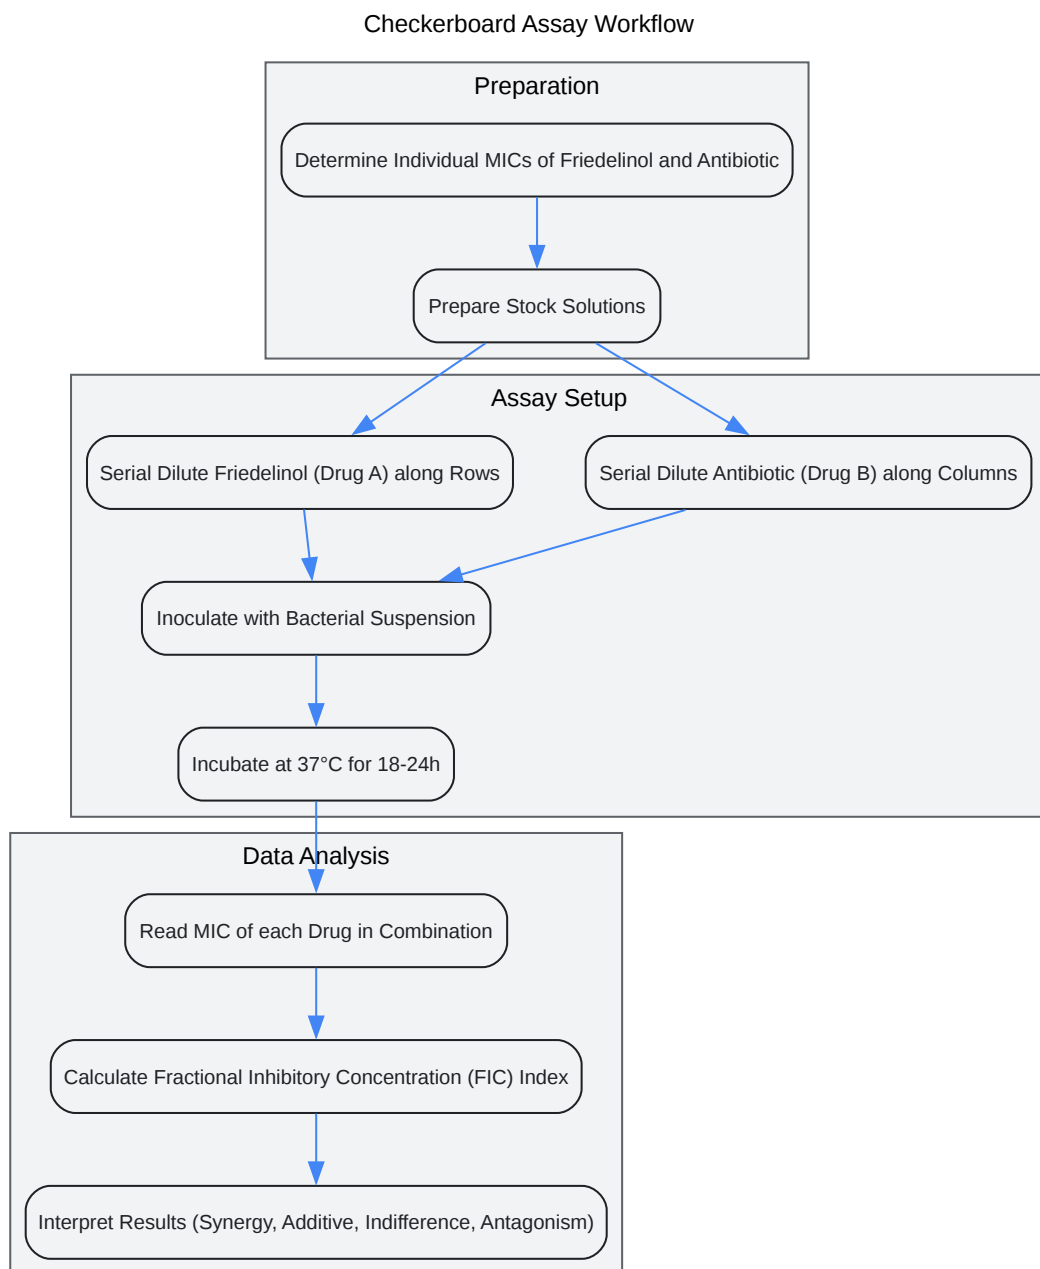 Checkerboard Assay Workflow
Preparation
Determine Individual MICs of Friedelinol and Antibiotic
Prepare Stock Solutions
Assay Setup
Serial Dilute Friedelinol (Drug A) along Rows
Serial Dilute Antibiotic (Drug B) along Columns
Inoculate with Bacterial Suspension
Incubate at 37°C for 18-24h
Data Analysis
Read MIC of each Drug in Combination
Calculate Fractional Inhibitory Concentration (FIC) Index
Interpret Results (Synergy, Additive, Indifference, Antagonism)